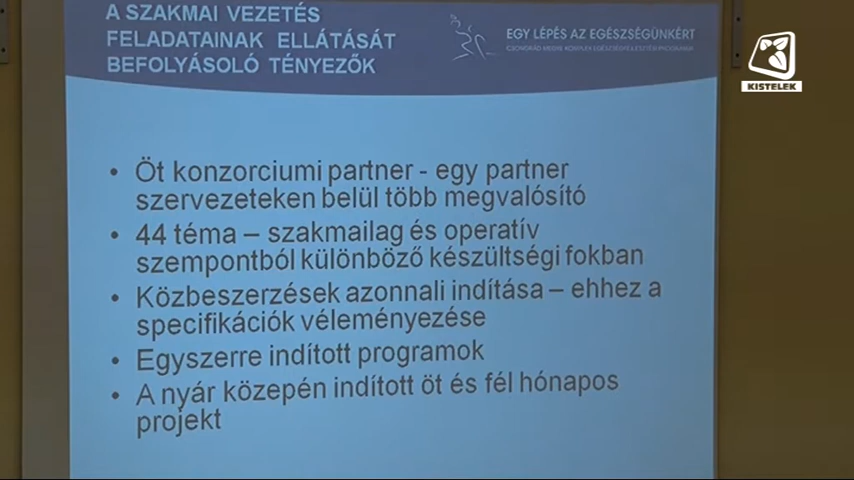 A SZAKMAI VEZETÉS
FELADATAINAK ELLÁTÁSÁT
BEFOLYÁSOLÓ TÉNYEZŐK
EGY LÉPÉS AZ EGÉSZSÉGÜNKÉRT
CSONGRÁD MEGYE KOMPLEX EGÉSZSÉGFEJLESZTÉSI PROGRAMJA
KISTELEK
• Öt konzorciumi partner - egy partner
szervezeteken belül több megvalósító
• 44 téma – szakmailag és operatív
szempontból különböző készültségi fokban
• Közbeszerzések azonnali indítása – ehhez a
specifikációk véleményezése
• Egyszerre indított programok
• A nyár közepén indított öt és fél hónapos
projekt